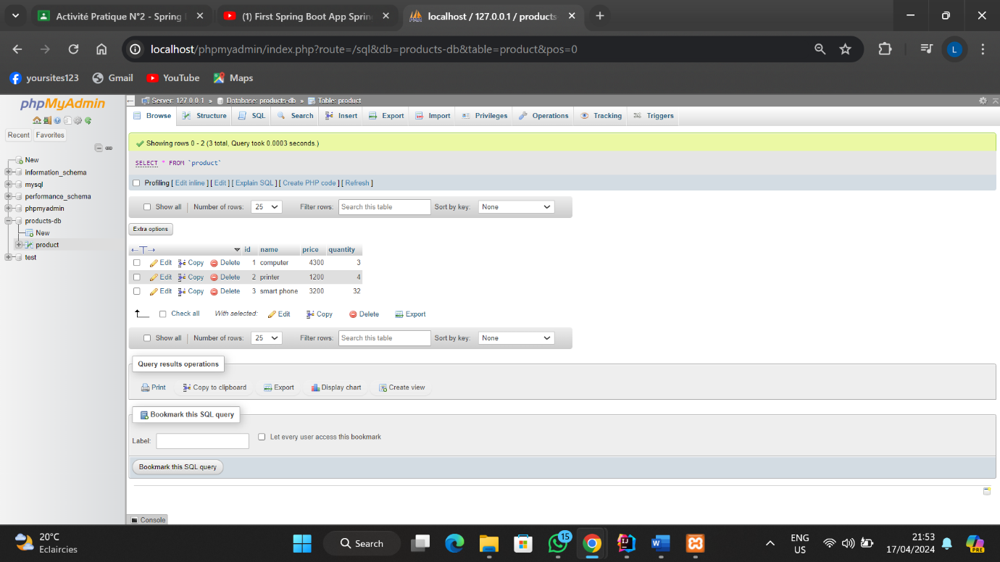 Activité Pratique N°2 - Spring
(1) First Spring Boot App Sprin
localhost / 127.0.0.1 / products
localhost/phpmyadmin/index.php?route=/sql&db=products-db&table=product&pos=0
L
yoursites123 Gmail YouTube Maps
phpMyAdmin
Recent Favorites
New
information_schema
mysql
performance_schema
phpmyadmin
products-db
New
product
test
Server: 127.0.0.1 » Database: products-db » Table: product
Browse Structure SQL Search Insert Export Import Privileges Operations Tracking Triggers
Showing rows 0 - 2 (3 total, Query took 0.0003 seconds.)
SELECT * FROM `product`
Profiling [ Edit inline ] [ Edit ] [ Explain SQL ] [ Create PHP code ] [ Refresh ]
Show all Number of rows: 25 Filter rows: Search this table Sort by key: None
Extra options
←T→ id name price quantity
Edit Copy Delete 1 computer 4300 3
Edit Copy Delete 2 printer 1200 4
Edit Copy Delete 3 smart phone 3200 32
Check all With selected: Edit Copy Delete Export
Show all Number of rows: 25 Filter rows: Search this table Sort by key: None
Query results operations
Print Copy to clipboard Export Display chart Create view
Bookmark this SQL query
Label: Let every user access this bookmark
Bookmark this SQL query
Console
20°C
Eclaircies
Search
15
IJ
W
ENG
US
21:53
17/04/2024
PRE